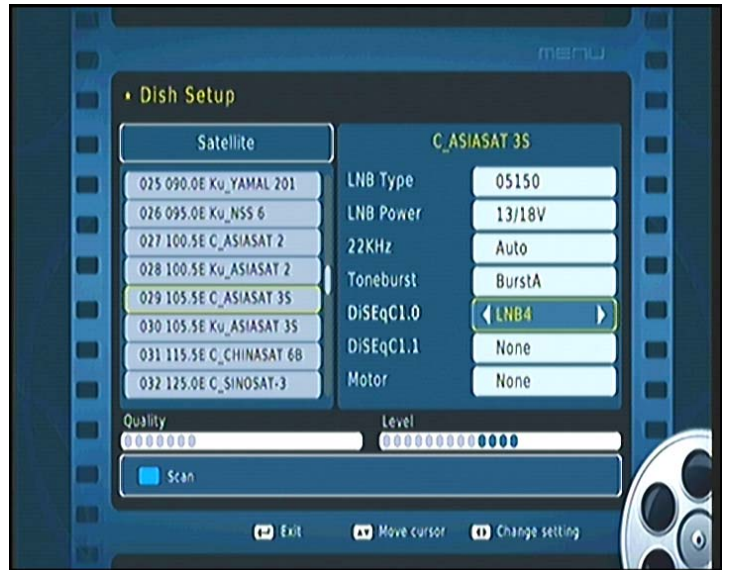 MENU
• Dish Setup
Satellite
025 090.0E Ku_YAMAL 201
026 095.0E Ku_NSS 6
027 100.5E C_ASIASAT 2
028 100.5E Ku_ASIASAT 2
029 105.5E C_ASIASAT 3S
030 105.5E Ku_ASIASAT 3S
031 115.5E C_CHINASAT 6B
032 125.0E C_SINOSAT-3
C_ASIASAT 3S
LNB Type 05150
LNB Power 13/18V
22KHz Auto
Toneburst BurstA
DiSEqC1.0 LNB4
DiSEqC1.1 None
Motor None
Quality Level
Scan
Exit Move cursor Change setting